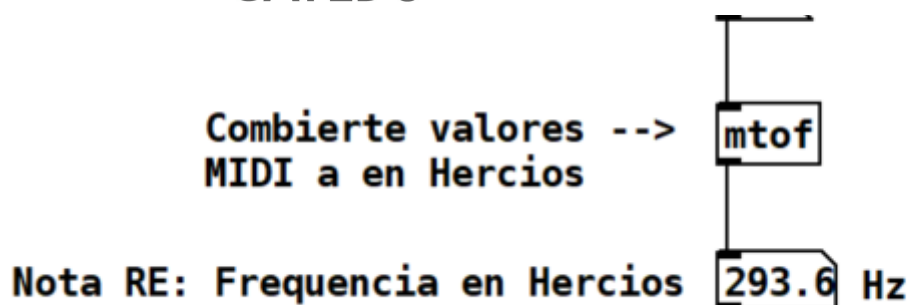 Combierte valores --> mtof
MIDI a en Hercios
Nota RE: Frequencia en Hercios 293.6 Hz